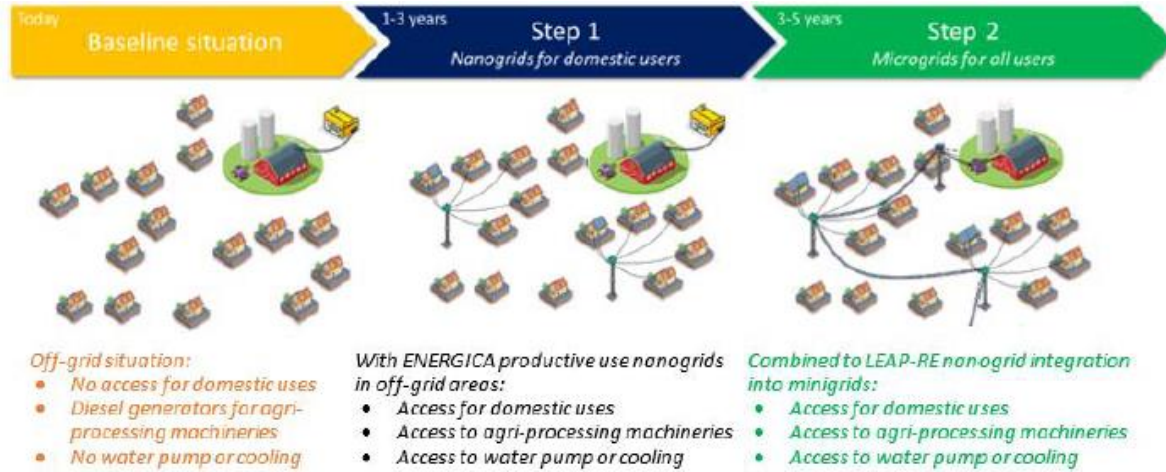 Today
Baseline situation
1-3 years
Step 1
Nanogrids for domestic users
3-5 years
Step 2
Microgrids for all users
Off-grid situation:
• No access for domestic uses
• Diesel generators for agri-
processing machineries
• No water pump or cooling
With ENERGICA productive use nanogrids
in off-grid areas:
• Access for domestic uses
• Access to agri-processing machineries
• Access to water pump or cooling
Combined to LEAP-RE nanogrid integration
into minigrids:
• Access for domestic uses
• Access to agri-processing machineries
• Access to water pump or cooling